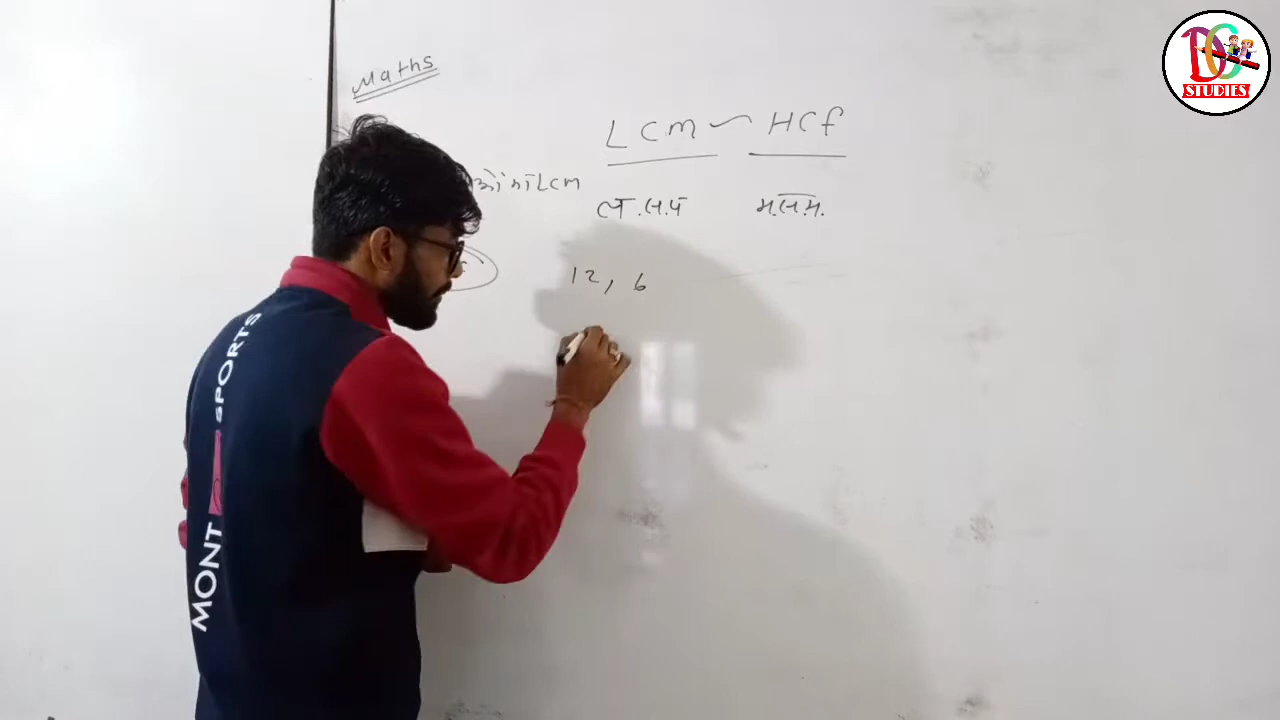 Maths
LCM ~ HCF
LCM
લ.સ.પ મ.સ.મ.
12, 6
MONT SPORTS
DG
STUDIES